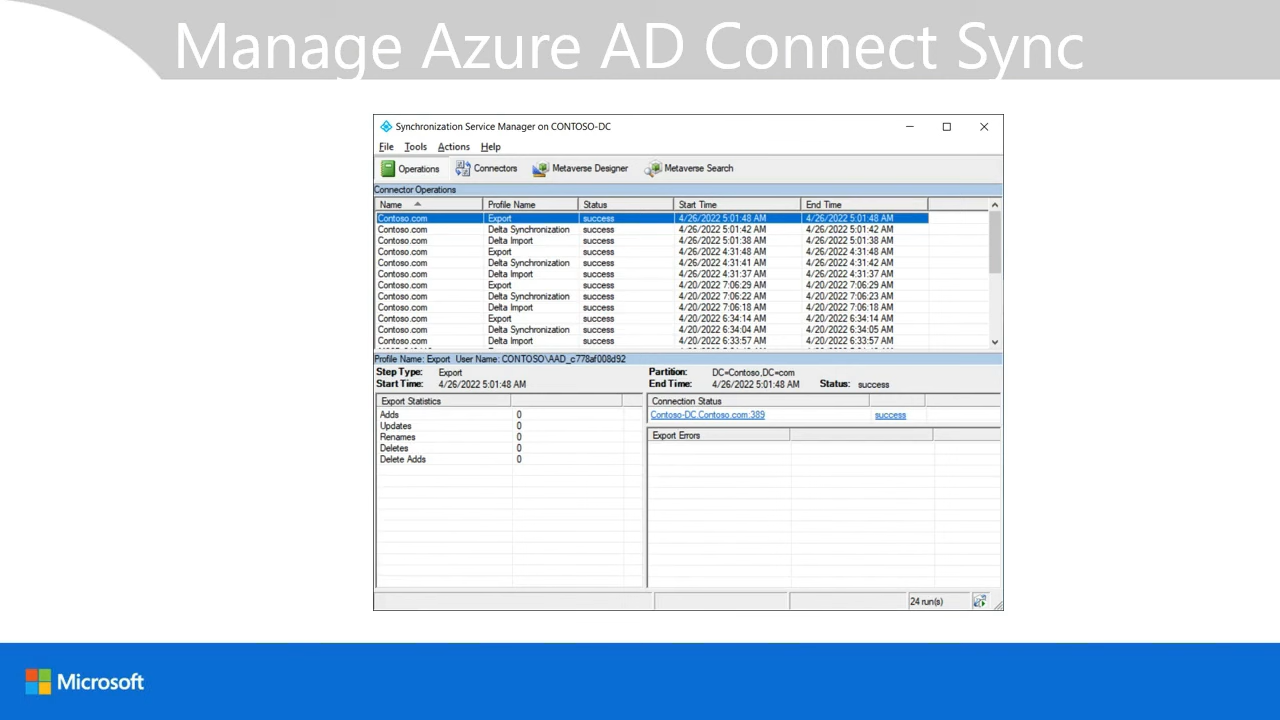 Manage Azure AD Connect Sync
Synchronization Service Manager on CONTOSO-DC
File Tools Actions Help
Operations Connectors Metaverse Designer Metaverse Search
Connector Operations
Name Profile Name Status Start Time End Time
Contoso.com Export success 4/26/2022 5:01:48 AM 4/26/2022 5:01:48 AM
Contoso.com Delta Synchronization success 4/26/2022 5:01:42 AM 4/26/2022 5:01:42 AM
Contoso.com Delta Import success 4/26/2022 5:01:38 AM 4/26/2022 5:01:38 AM
Contoso.com Export success 4/26/2022 4:31:48 AM 4/26/2022 4:31:48 AM
Contoso.com Delta Synchronization success 4/26/2022 4:31:41 AM 4/26/2022 4:31:42 AM
Contoso.com Delta Import success 4/26/2022 4:31:37 AM 4/26/2022 4:31:37 AM
Contoso.com Export success 4/20/2022 7:06:29 AM 4/20/2022 7:06:29 AM
Contoso.com Delta Synchronization success 4/20/2022 7:06:22 AM 4/20/2022 7:06:23 AM
Contoso.com Delta Import success 4/20/2022 7:06:18 AM 4/20/2022 7:06:18 AM
Contoso.com Export success 4/20/2022 6:34:14 AM 4/20/2022 6:34:14 AM
Contoso.com Delta Synchronization success 4/20/2022 6:34:04 AM 4/20/2022 6:34:05 AM
Contoso.com Delta Import success 4/20/2022 6:33:57 AM 4/20/2022 6:33:57 AM
Profile Name: Export User Name: CONTOSO\AAD_c778af008d92
Step Type: Export Partition: DC=Contoso,DC=com
Start Time: 4/26/2022 5:01:48 AM End Time: 4/26/2022 5:01:48 AM Status: success
Export Statistics Connection Status
Adds 0 Contoso-DC.Contoso.com:389 success
Updates 0
Renames 0 Export Errors
Deletes 0
Delete Adds 0
24 run(s)
Microsoft